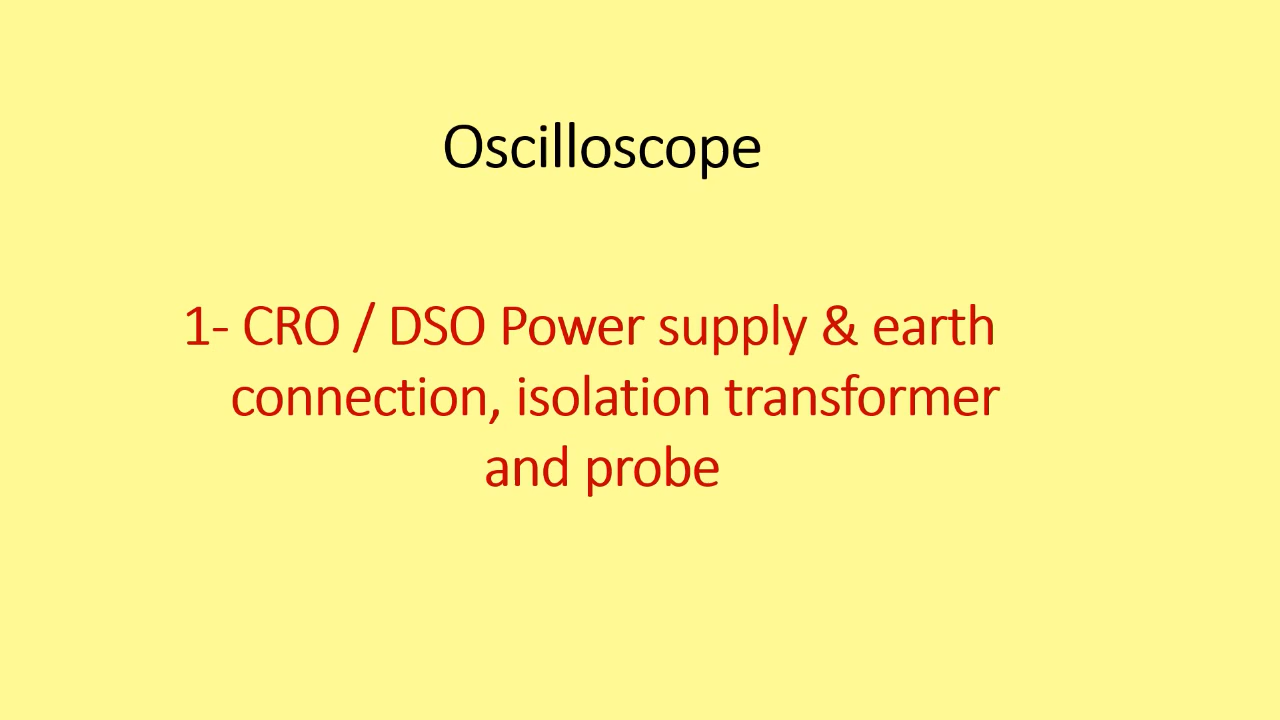 Oscilloscope
1- CRO / DSO Power supply & earth
connection, isolation transformer
and probe